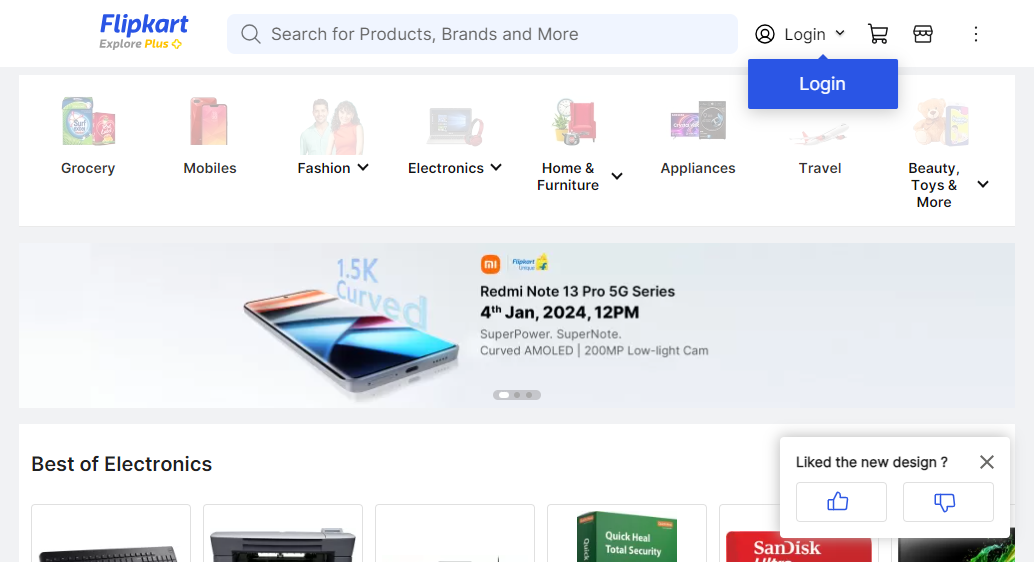 Flipkart
Explore Plus
Search for Products, Brands and More
Login
Login
Surf
excel
Grocery
Mobiles
Fashion
Electronics
Home &
Furniture
Appliances
Travel
Beauty,
Toys &
More
1.5K
Curved
mi
Flipkart
Unique
Redmi Note 13 Pro 5G Series
4th Jan, 2024, 12PM
SuperPower. SuperNote.
Curved AMOLED | 200MP Low-light Cam
Best of Electronics
Liked the new design ?
Quick Heal
Total Security
Quick
SanDisk
Ultra